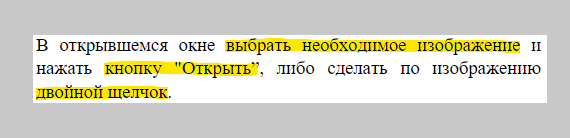 В открывшемся окне выбрать необходимое изображение и
нажать кнопку "Открыть”, либо сделать по изображению
двойной щелчок.